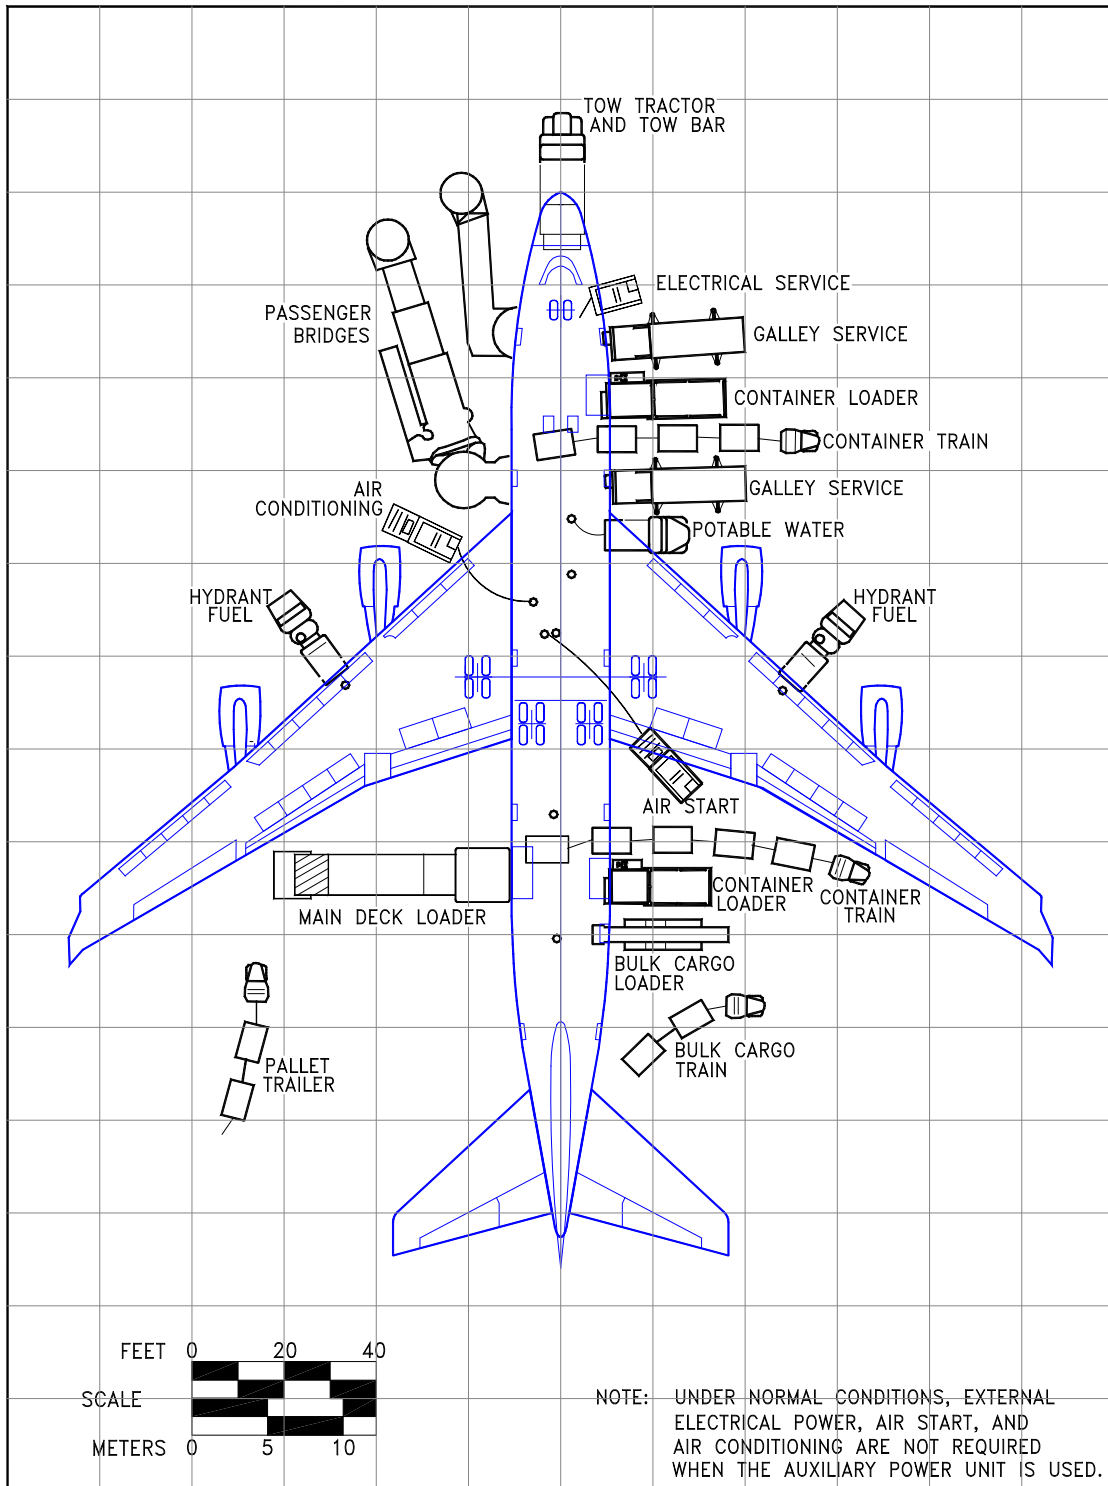 TOW TRACTOR
AND TOW BAR
ELECTRICAL SERVICE
PASSENGER
BRIDGES
GALLEY SERVICE
CONTAINER LOADER
CONTAINER TRAIN
AIR
CONDITIONING
GALLEY SERVICE
POTABLE WATER
HYDRANT
FUEL
HYDRANT
FUEL
AIR START
MAIN DECK LOADER
CONTAINER
LOADER
CONTAINER
TRAIN
BULK CARGO
LOADER
BULK CARGO
TRAIN
PALLET
TRAILER
FEET 0 20 40
SCALE
METERS 0 5 10
NOTE: UNDER NORMAL CONDITIONS, EXTERNAL
ELECTRICAL POWER, AIR START, AND
AIR CONDITIONING ARE NOT REQUIRED
WHEN THE AUXILIARY POWER UNIT IS USED.